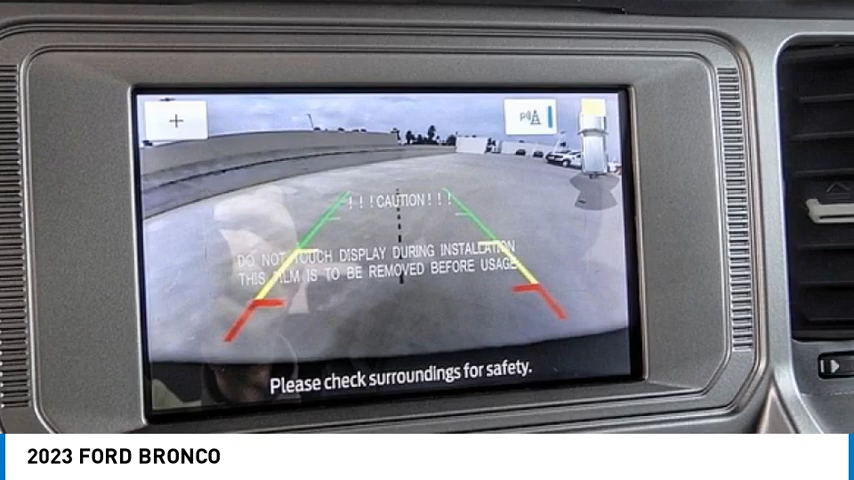 +
P
! ! ! CAUTION ! ! !
DO NOT TOUCH DISPLAY DURING INSTALLATION
THIS FILM IS TO BE REMOVED BEFORE USAGE
Please check surroundings for safety.
2023 FORD BRONCO